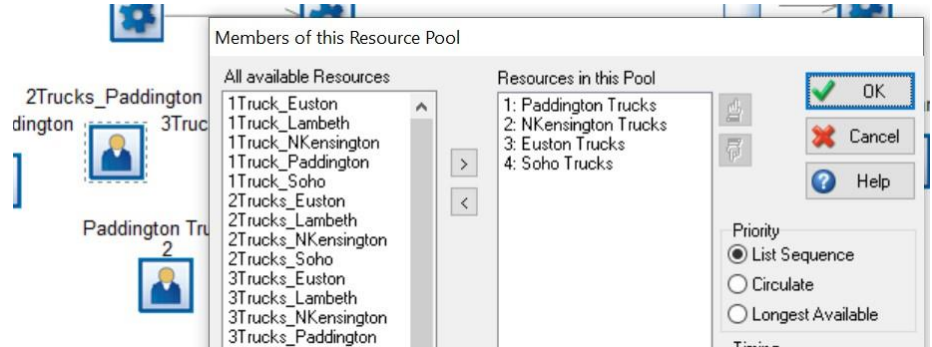 Members of this Resource Pool
All available Resources
1Truck_Euston
1Truck_Lambeth
1Truck_NKensington
1Truck_Paddington
1Truck_Soho
2Trucks_Euston
2Trucks_Lambeth
2Trucks_NKensington
2Trucks_Soho
3Trucks_Euston
3Trucks_Lambeth
3Trucks_NKensington
3Trucks_Paddington
>
<
Resources in this Pool
1: Paddington Trucks
2: NKensington Trucks
3: Euston Trucks
4: Soho Trucks
OK
Cancel
Help
Priority
List Sequence
Circulate
Longest Available
Timing
2Trucks_Paddington
dington
3Truc
Paddington Tru
2